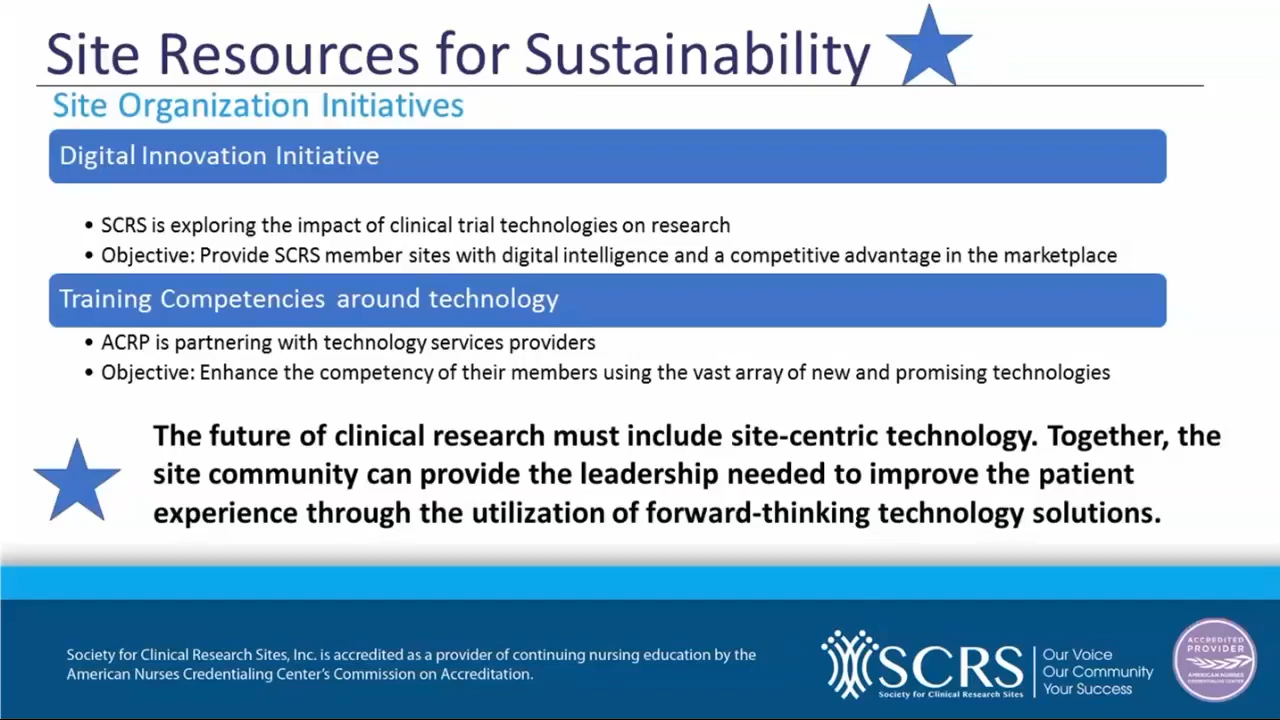 Site Resources for Sustainability
Site Organization Initiatives
Digital Innovation Initiative
• SCRS is exploring the impact of clinical trial technologies on research
• Objective: Provide SCRS member sites with digital intelligence and a competitive advantage in the marketplace
Training Competencies around technology
• ACRP is partnering with technology services providers
• Objective: Enhance the competency of their members using the vast array of new and promising technologies
The future of clinical research must include site-centric technology. Together, the
site community can provide the leadership needed to improve the patient
experience through the utilization of forward-thinking technology solutions.
Society for Clinical Research Sites, Inc. is accredited as a provider of continuing nursing education by the
American Nurses Credentialing Center's Commission on Accreditation.
SCRS
Society for Clinical Research Sites
Our Voice
Our Community
Your Success
ACCREDITED
PROVIDER
AMERICAN NURSES
CREDENTIALING CENTER